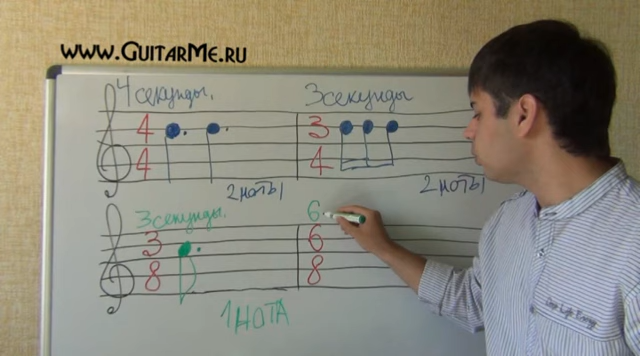 www.GuitarMe.ru
4 секунды.
3 секунды
4
4
3
4
2 ноты
2 ноты
3 секунды.
6
3
8
6
8
1 НОТА